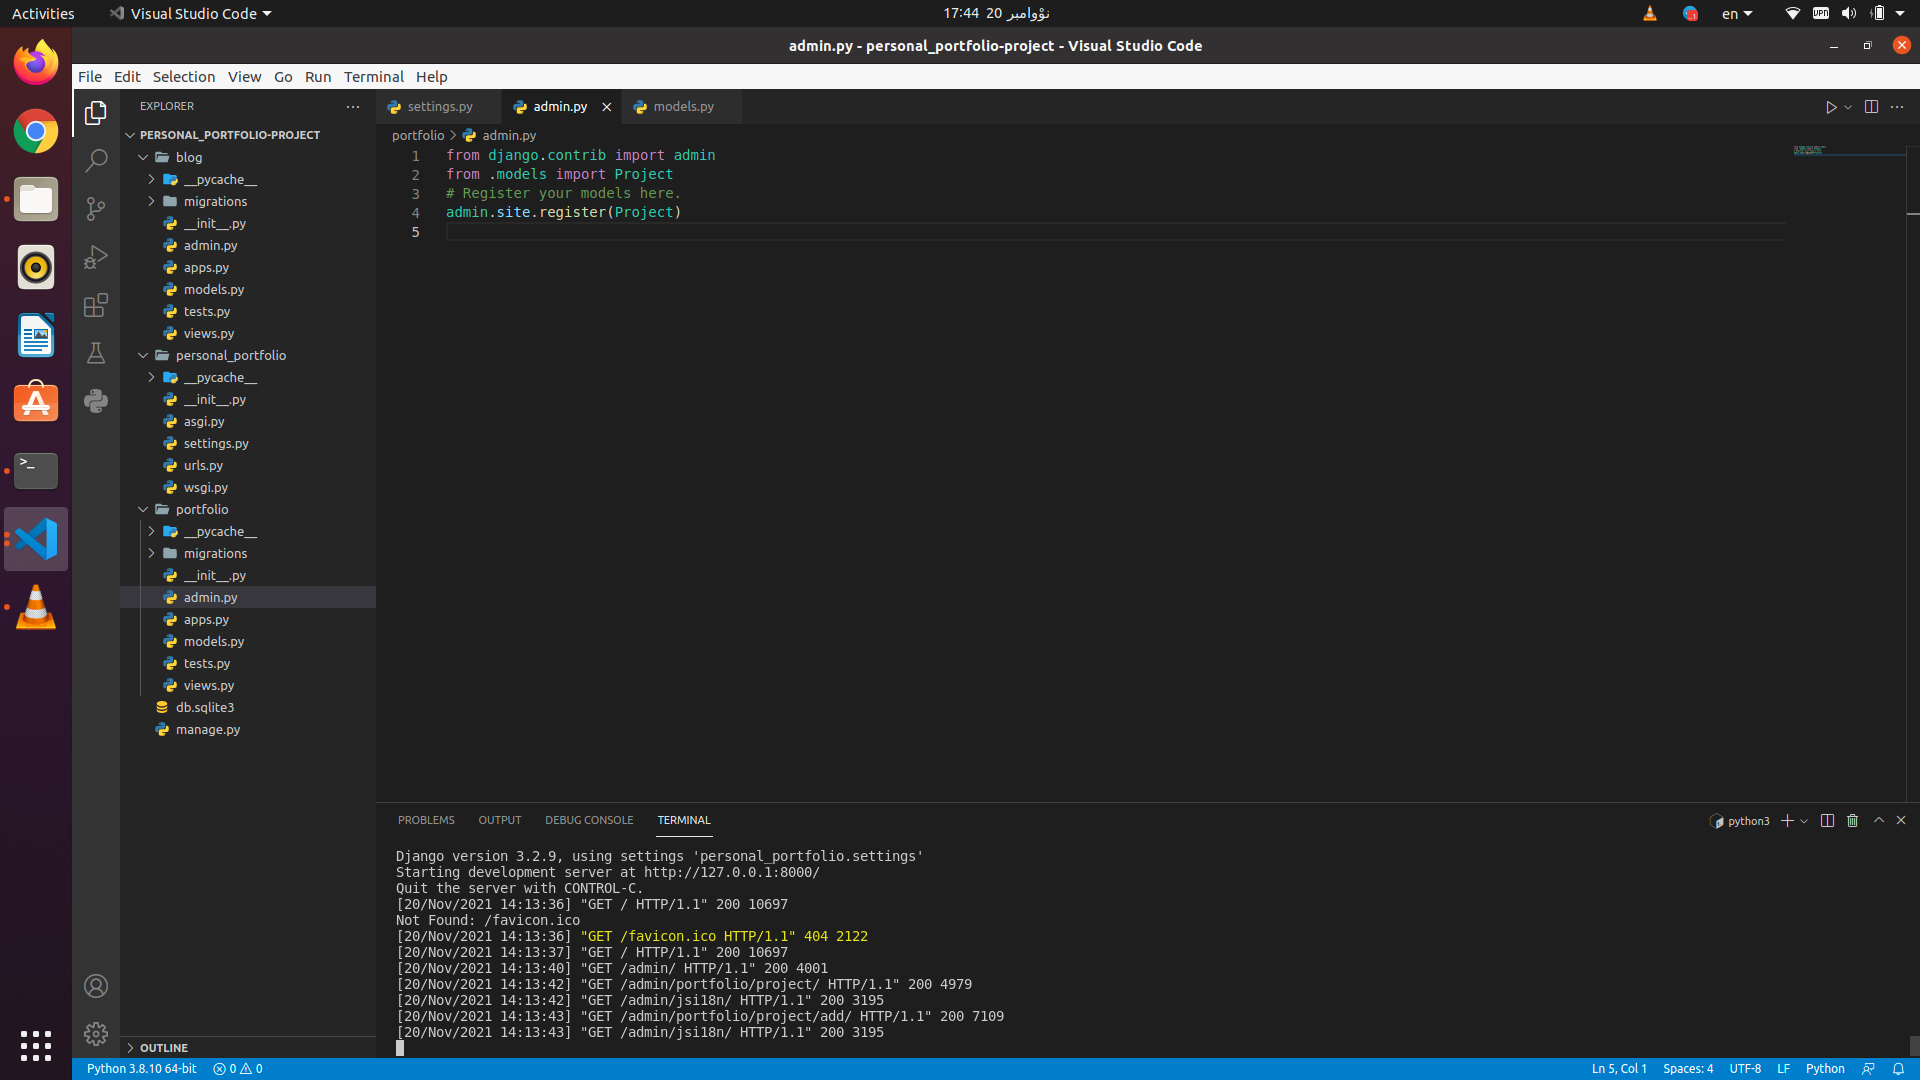 Activities
Visual Studio Code
17:44 20 نۆوامبر
en
VPN
admin.py - personal_portfolio-project - Visual Studio Code
File Edit Selection View Go Run Terminal Help
EXPLORER
settings.py
admin.py
models.py
PERSONAL_PORTFOLIO-PROJECT
blog
__pycache__
migrations
__init__.py
admin.py
apps.py
models.py
tests.py
views.py
personal_portfolio
__pycache__
__init__.py
asgi.py
settings.py
urls.py
wsgi.py
portfolio
__pycache__
migrations
__init__.py
admin.py
apps.py
models.py
tests.py
views.py
db.sqlite3
manage.py
OUTLINE
portfolio > admin.py
1 from django.contrib import admin
2 from .models import Project
3 # Register your models here.
4 admin.site.register(Project)
5
PROBLEMS OUTPUT DEBUG CONSOLE TERMINAL
python3
Django version 3.2.9, using settings 'personal_portfolio.settings'
Starting development server at http://127.0.0.1:8000/
Quit the server with CONTROL-C.
[20/Nov/2021 14:13:36] "GET / HTTP/1.1" 200 10697
Not Found: /favicon.ico
[20/Nov/2021 14:13:36] "GET /favicon.ico HTTP/1.1" 404 2122
[20/Nov/2021 14:13:37] "GET / HTTP/1.1" 200 10697
[20/Nov/2021 14:13:40] "GET /admin/ HTTP/1.1" 200 4001
[20/Nov/2021 14:13:42] "GET /admin/portfolio/project/ HTTP/1.1" 200 4979
[20/Nov/2021 14:13:42] "GET /admin/jsi18n/ HTTP/1.1" 200 3195
[20/Nov/2021 14:13:43] "GET /admin/portfolio/project/add/ HTTP/1.1" 200 7109
[20/Nov/2021 14:13:43] "GET /admin/jsi18n/ HTTP/1.1" 200 3195
Python 3.8.10 64-bit
0 0
Ln 5, Col 1
Spaces: 4
UTF-8
LF
Python